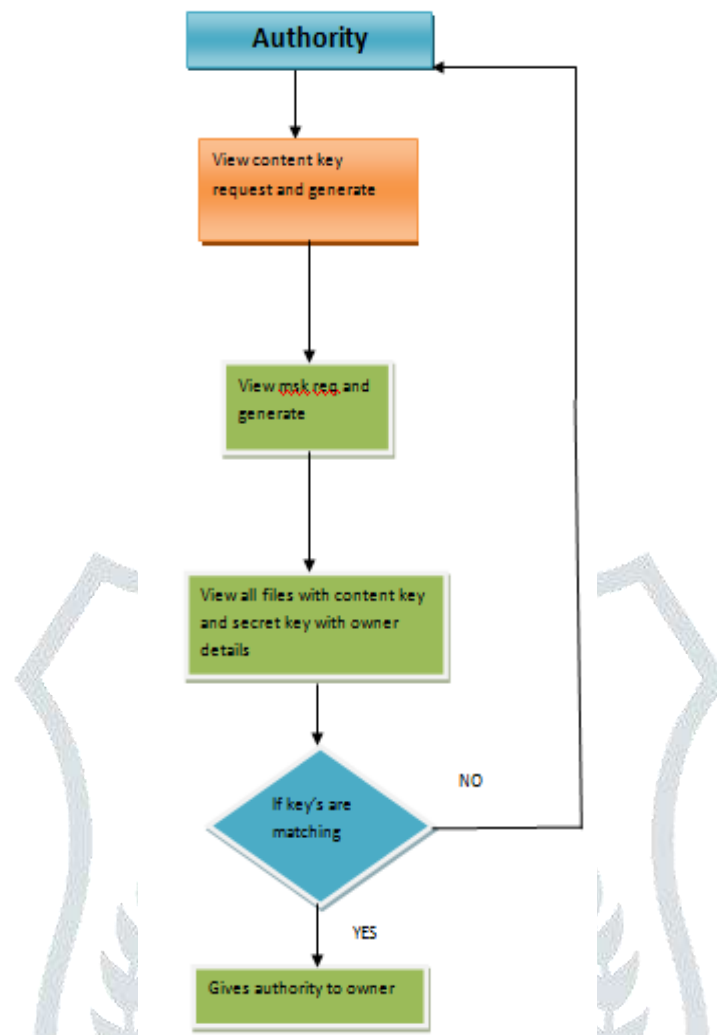 Authority
View content key
request and generate
View msk req and
generate
View all files with content key
and secret key with owner
details
If key's are
matching
NO
YES
Gives authority to owner